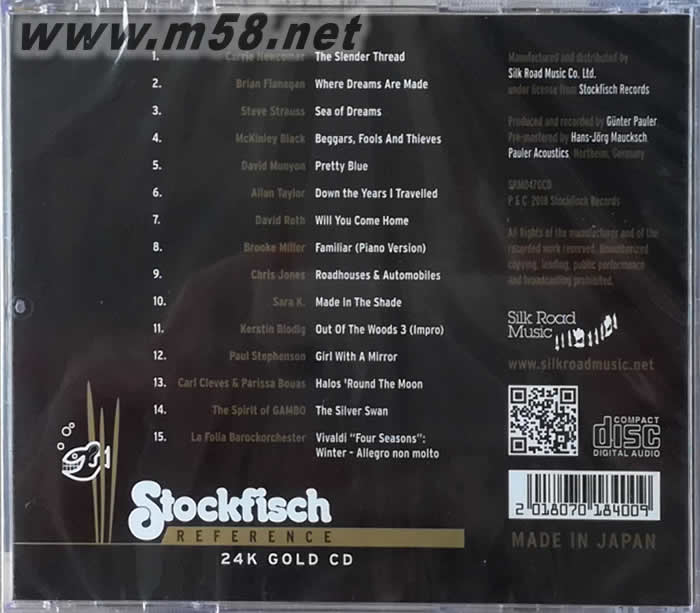 www.m58.net
1. Carrie Newcomer The Slender Thread
2. Brian Flanagan Where Dreams Are Made
3. Steve Strauss Sea of Dreams
4. McKinley Black Beggars, Fools And Thieves
5. David Munyon Pretty Blue
6. Allan Taylor Down the Years I Travelled
7. David Roth Will You Come Home
8. Brooke Miller Familiar (Piano Version)
9. Chris Jones Roadhouses & Automobiles
10. Sara K. Made In The Shade
11. Kerstin Blodig Out Of The Woods 3 (Impro)
12. Paul Stephenson Girl With A Mirror
13. Carl Cleves & Parissa Bouas Halos 'Round The Moon
14. The Spirit of GAMBO The Silver Swan
15. La Folia Barockorchester Vivaldi "Four Seasons":
Winter - Allegro non molto
Stockfisch
REFERENCE
24K GOLD CD
Manufactured and distributed by
Silk Road Music Co. Ltd.
under license from Stockfisch Records
Produced and recorded by Günter Pauler
Pre-mastered by Hans-Jörg Maucksch
Pauler Acoustics, Northeim, Germany
SRM047GCD
P & C 2018 Stockfisch Records
All Rights of the manufacturer and of the
recorded work reserved. Unauthorized
copying, lending, public performance
and broadcasting prohibited.
Silk Road
Music
www.silkroadmusic.net
COMPACT
disc
DIGITAL AUDIO
2 018070 184009
MADE IN JAPAN